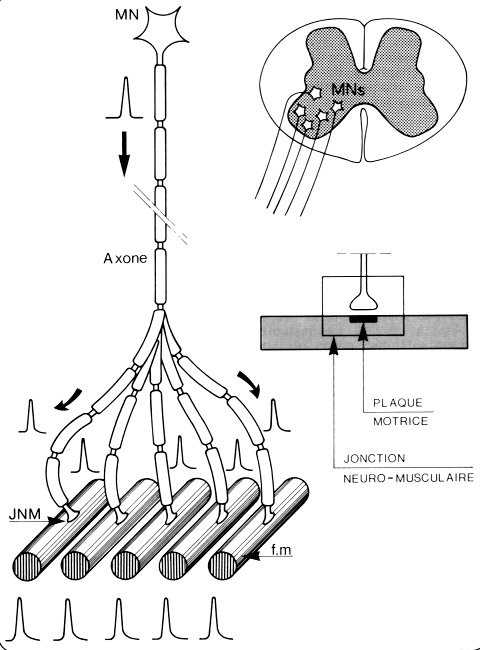 MN
MNs
Axone
PLAQUE
MOTRICE
JONCTION
NEURO-MUSCULAIRE
JNM
f.m